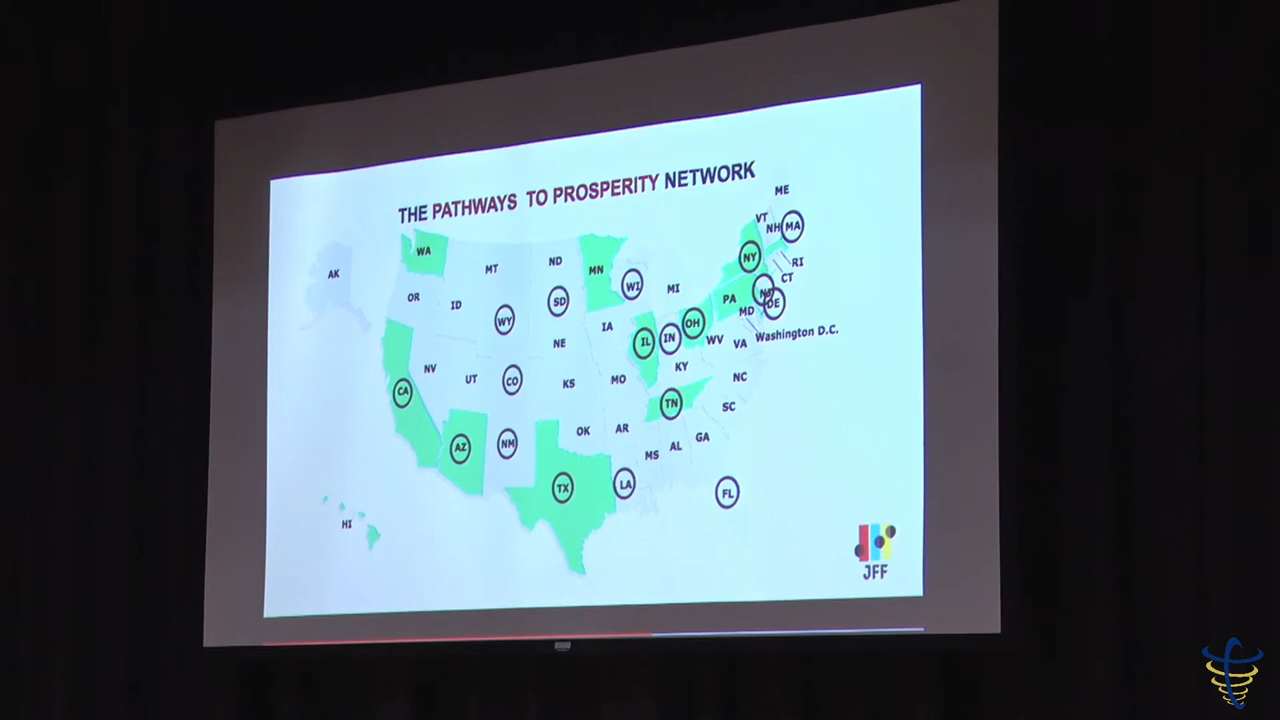 THE PATHWAYS TO PROSPERITY NETWORK
ME
VT
NH
MA
WA
AK
MT
ND
MN
WI
NY
RI
CT
OR
ID
SD
MI
PA
NJ
DE
MD
WY
IA
IL
IN
OH
WV
VA
Washington D.C.
NE
NV
UT
CO
KS
MO
KY
NC
CA
TN
SC
AZ
NM
OK
AR
MS
AL
GA
TX
LA
FL
HI
JFF